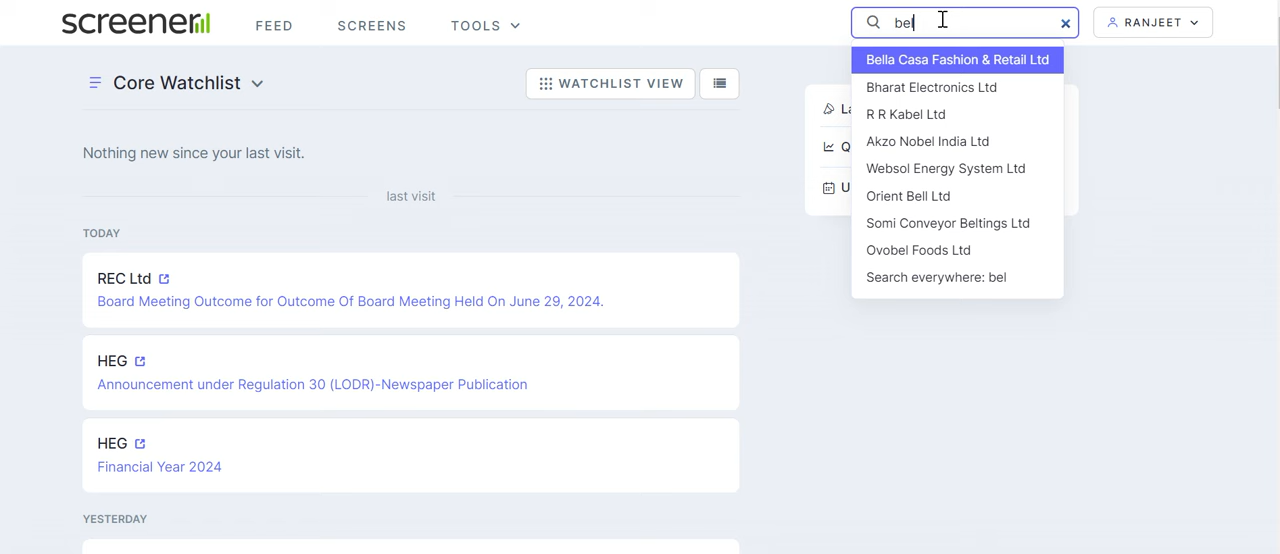 screener
FEED
SCREENS
TOOLS
bel
RANJEET
Bella Casa Fashion & Retail Ltd
Bharat Electronics Ltd
R R Kabel Ltd
Akzo Nobel India Ltd
Websol Energy System Ltd
Orient Bell Ltd
Somi Conveyor Beltings Ltd
Ovobel Foods Ltd
Search everywhere: bel
Core Watchlist
WATCHLIST VIEW
Nothing new since your last visit.
last visit
TODAY
REC Ltd
Board Meeting Outcome for Outcome Of Board Meeting Held On June 29, 2024.
HEG
Announcement under Regulation 30 (LODR)-Newspaper Publication
HEG
Financial Year 2024
YESTERDAY